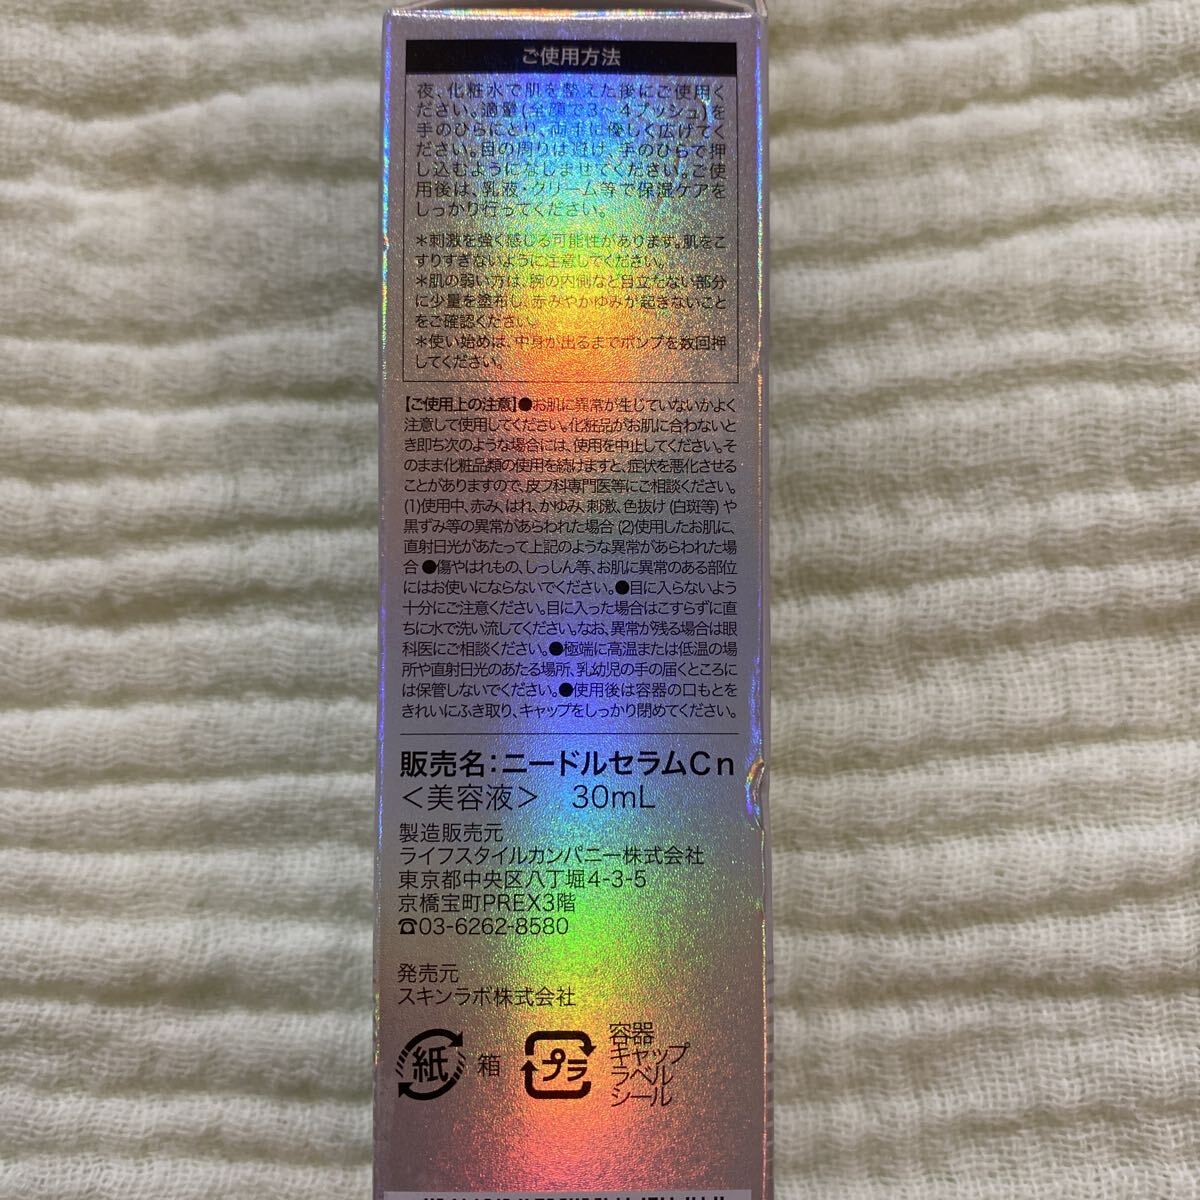 ご使用方法
夜、化粧水で肌を整えた後にご使用く
ださい。適量(全顔で3〜4プッシュ)を
手のひらにとり、両手に優しく広げてく
ださい。目の周りは避け、手のひらで押
し込むようになじませてください。ご使
用後は、乳液・クリーム等で保湿ケアを
しっかり行ってください。
＊刺激を強く感じる可能性があります。肌をこ
すりすぎないように注意してください。
＊肌の弱い方は、腕の内側など目立たない部分
に少量を塗布し、赤みやかゆみが起きないこと
をご確認ください。
＊使い始めは、中身が出るまでポンプを数回押
してください。
【ご使用上の注意】●お肌に異常が生じていないかよく
注意して使用してください。化粧品がお肌に合わないと
き即ち次のような場合には、使用を中止してください。そ
のまま化粧品類の使用を続けますと、症状を悪化させる
ことがありますので、皮フ科専門医等にご相談ください。
(1)使用中、赤み、はれ、かゆみ、刺激、色抜け(白斑等)や
黒ずみ等の異常があらわれた場合 (2)使用したお肌に、
直射日光があたって上記のような異常があらわれた場
合 ●傷やはれもの、しっしん等、お肌に異常のある部位
にはお使いにならないでください。●目に入らないよう
十分にご注意ください。目に入った場合はこすらずに直
ちに水で洗い流してください。なお、異常が残る場合は眼
科医にご相談ください。●極端に高温または低温の場
所や直射日光のあたる場所、乳幼児の手の届くところに
は保管しないでください。●使用後は容器の口もとを
きれいにふき取り、キャップをしっかり閉めてください。
販売名：ニードルセラムCn
＜美容液＞ 30mL
製造販売元
ライフスタイルカンパニー株式会社
東京都中央区八丁堀4-3-5
京橋宝町PREX3階
☎03-6262-8580
発売元
スキンラボ株式会社
紙 箱 プラ 容器
キャップ
ラベル
シール